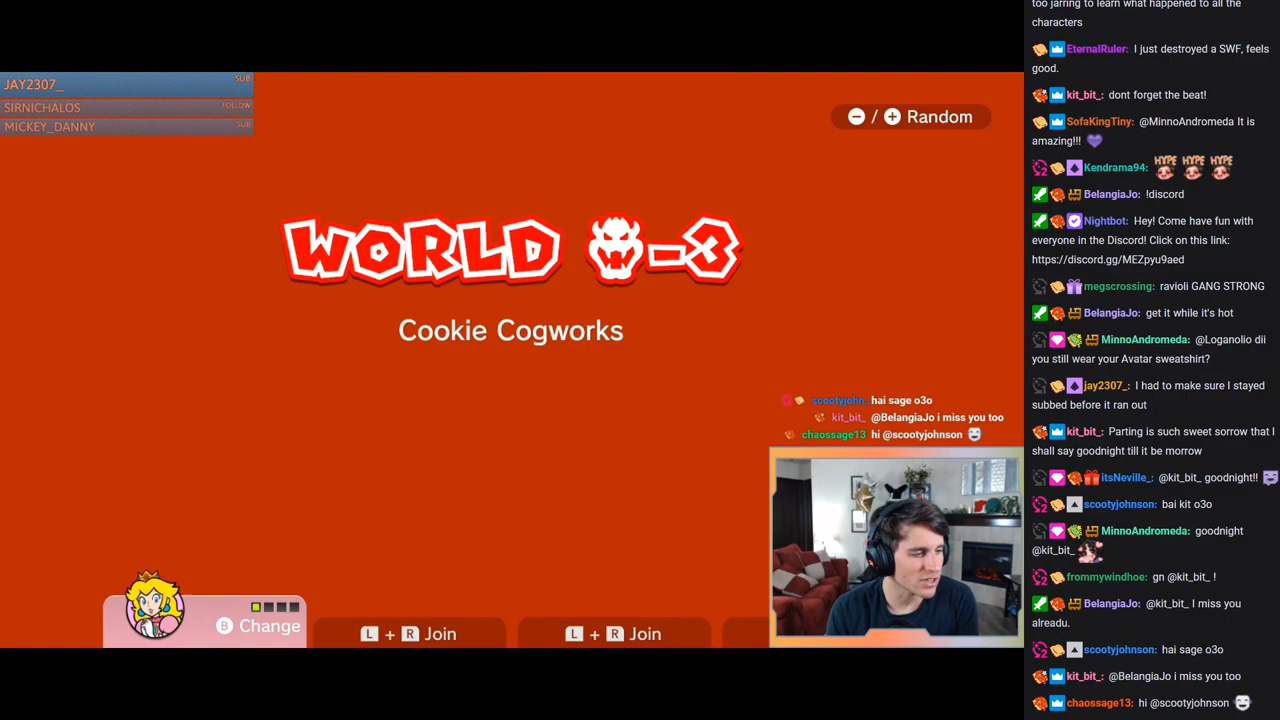 JAY2307_ SUB
SIRNICHALOS FOLLOW
MICKEY_DANNY SUB
- / + Random
WORLD -3
Cookie Cogworks
scootyjohn. hai sage o3o
kit_bit_ @BelangiaJo i miss you too
chaossage13 hi @scootyjohnson
B Change
L + R Join
L + R Join
too jarring to learn what happened to all the
characters
EternalRuler: I just destroyed a SWF, feels
good.
kit_bit_: dont forget the beat!
SofaKingTiny: @MinnoAndromeda It is
amazing!!!
Kendrama94: HYPE HYPE HYPE
BelangiaJo: !discord
Nightbot: Hey! Come have fun with
everyone in the Discord! Click on this link:
https://discord.gg/MEZpyu9aed
megscrossing: ravioli GANG STRONG
BelangiaJo: get it while it's hot
MinnoAndromeda: @Loganolio dii
you still wear your Avatar sweatshirt?
jay2307_: I had to make sure I stayed
subbed before it ran out
kit_bit_: Parting is such sweet sorrow that I
shall say goodnight till it be morrow
itsNeville_: @kit_bit_ goodnight!!
scootyjohnson: bai kit o3o
MinnoAndromeda: goodnight
@kit_bit_
frommywindhoe: gn @kit_bit_ !
BelangiaJo: @kit_bit_ I miss you
alreadu.
scootyjohnson: hai sage o3o
kit_bit_: @BelangiaJo i miss you too
chaossage13: hi @scootyjohnson